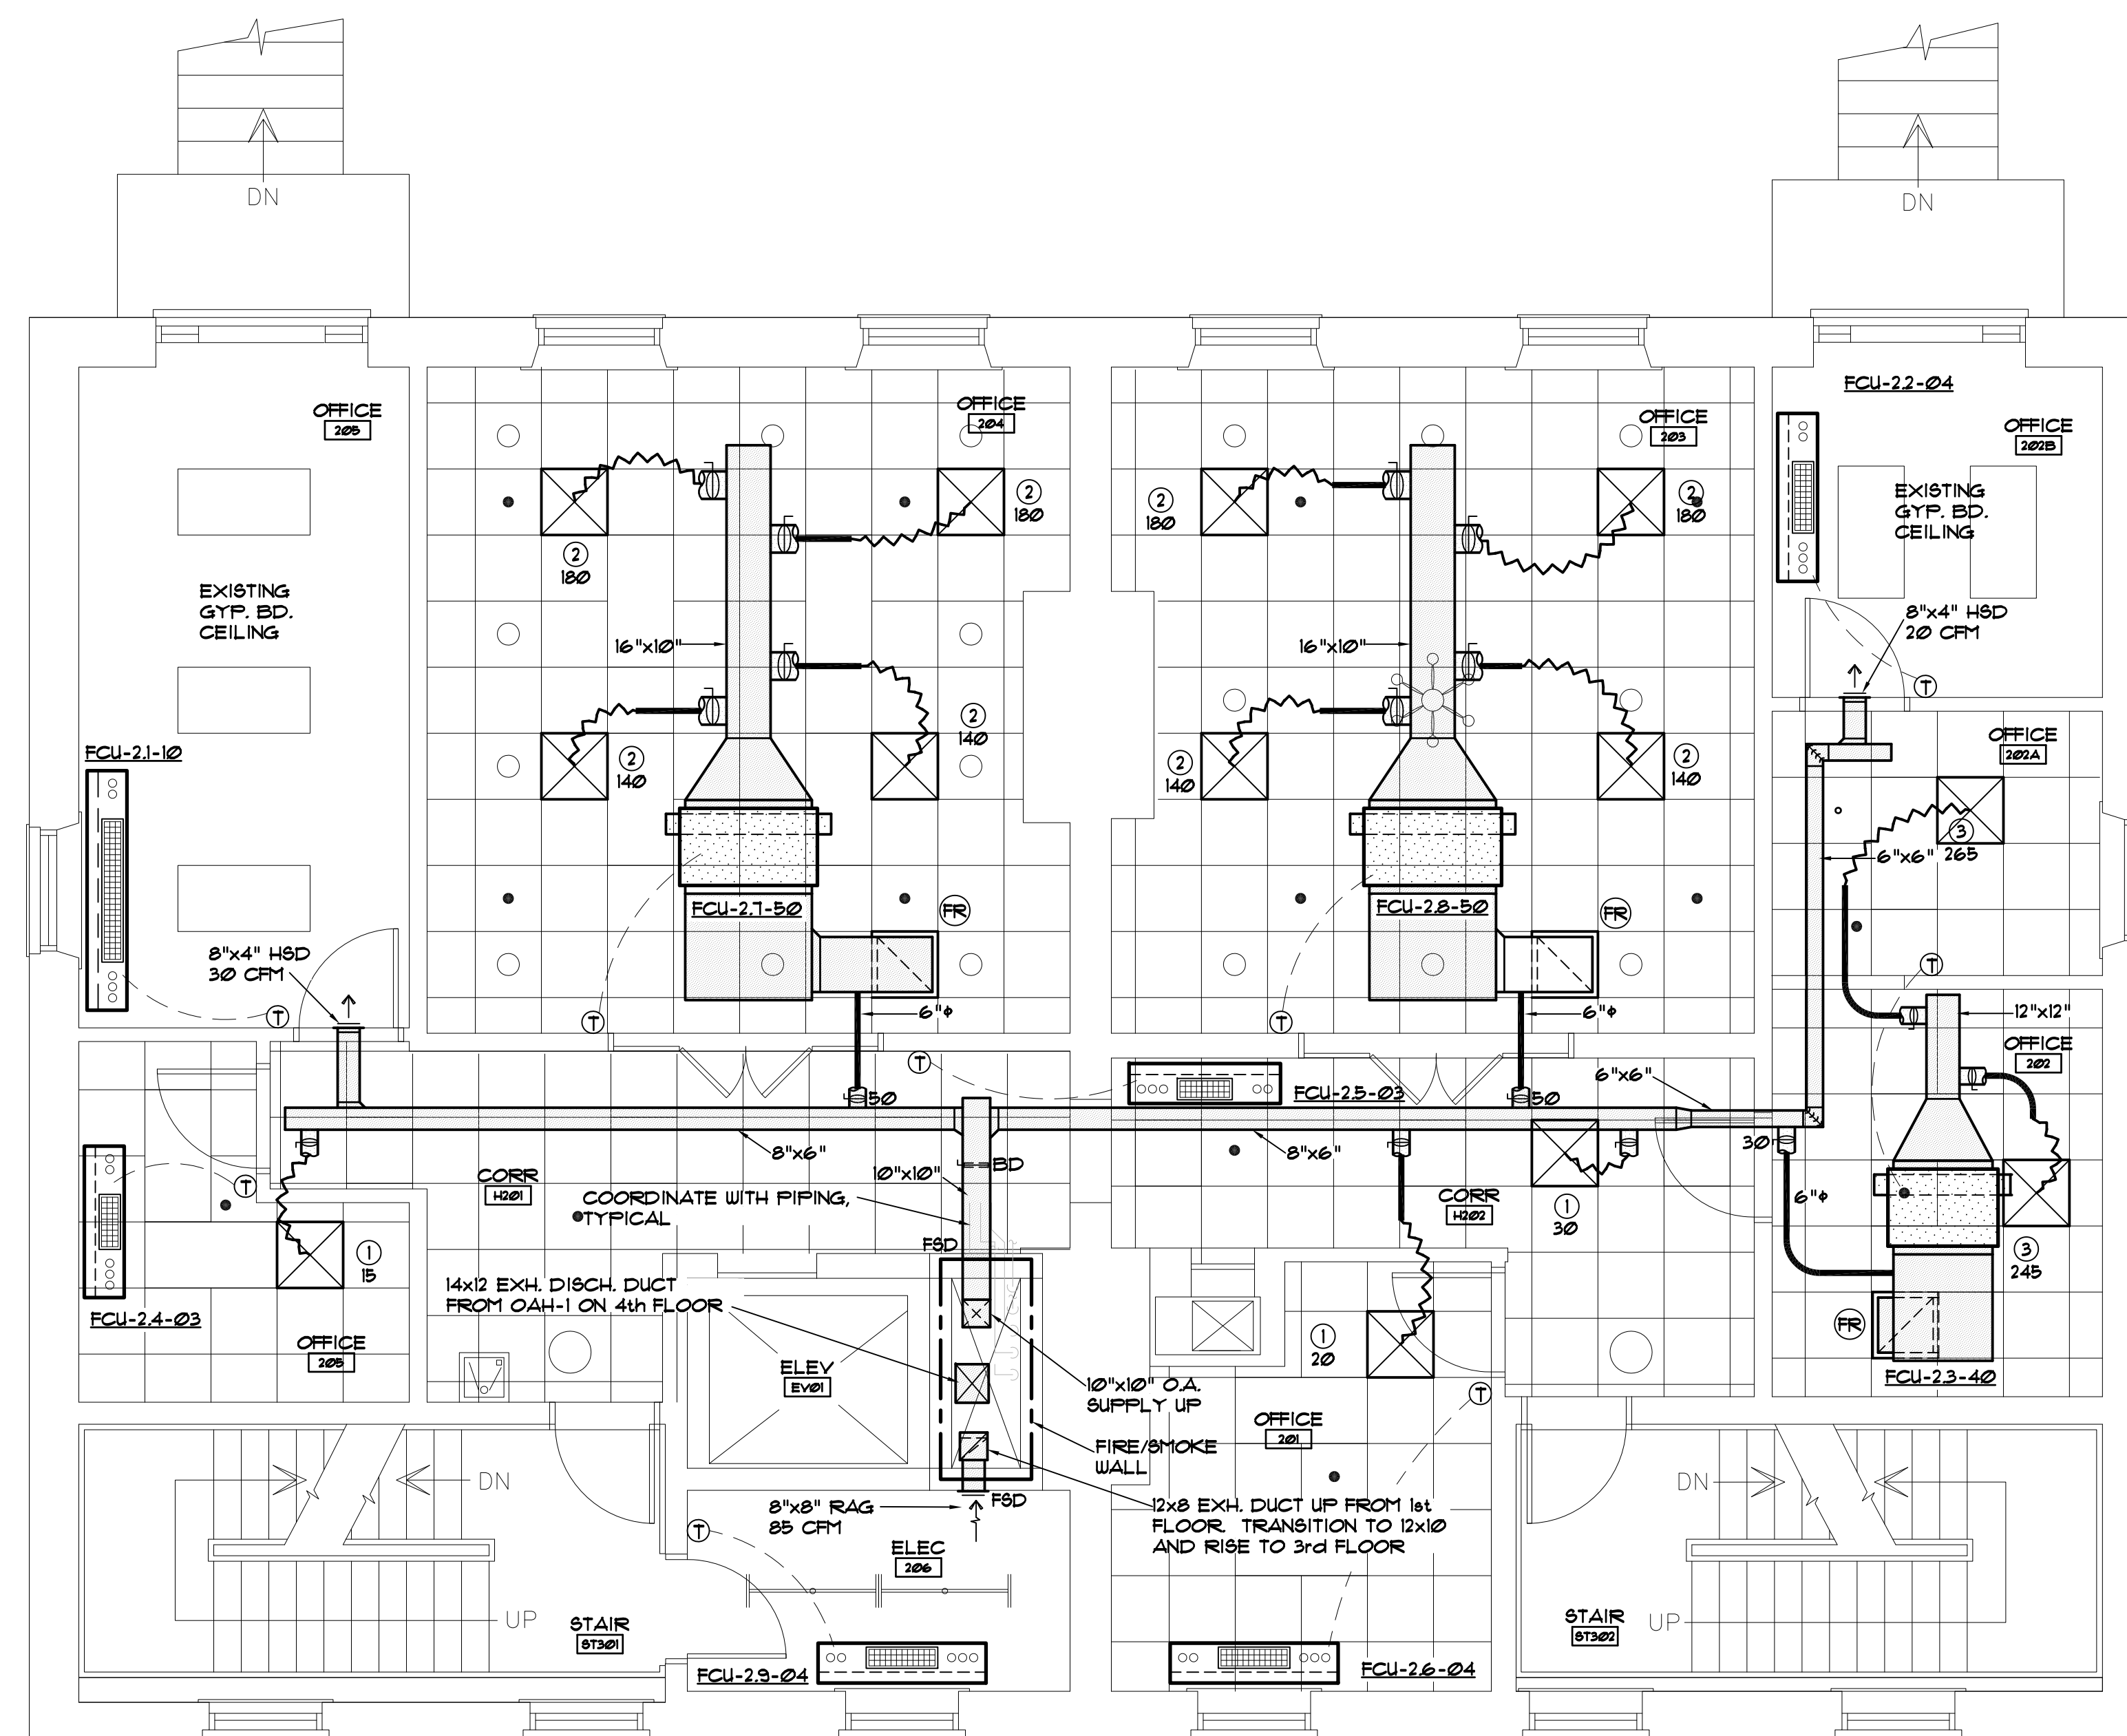 DN
DN
FCU-2.2-04
OFFICE
205
OFFICE
204
OFFICE
203
OFFICE
202B
EXISTING
GYP. BD.
CEILING
2
180
2
180
2
180
2
180
EXISTING
GYP. BD.
CEILING
8"x4" HSD
20 CFM
16"x10"
16"x10"
T
FCU-2.1-10
2
140
2
140
2
140
2
140
OFFICE
202A
3
265
6"x6"
FCU-2.7-50
FR
FCU-2.8-50
FR
8"x4" HSD
30 CFM
T
T
6"φ
T
6"φ
T
12"x12"
OFFICE
202
T
50
FCU-2.5-03
50
6"x6"
30
8"x6"
8"x6"
10"x10"
BD
CORR
H201
COORDINATE WITH PIPING,
TYPICAL
CORR
H202
1
30
6"φ
T
FSD
1
15
14x12 EXH. DISCH. DUCT
FROM OAH-1 ON 4th FLOOR
3
245
FCU-2.4-03
OFFICE
205
1
20
FR
FCU-2.3-40
ELEV
EV01
10"x10" O.A.
SUPPLY UP
T
OFFICE
201
FIRE/SMOKE
WALL
DN
DN
8"x8" RAG
85 CFM
FSD
12x8 EXH. DUCT UP FROM 1st
FLOOR. TRANSITION TO 12x10
AND RISE TO 3rd FLOOR
T
ELEC
206
UP
STAIR
ST301
STAIR
ST302
UP
FCU-2.9-04
FCU-2.6-04